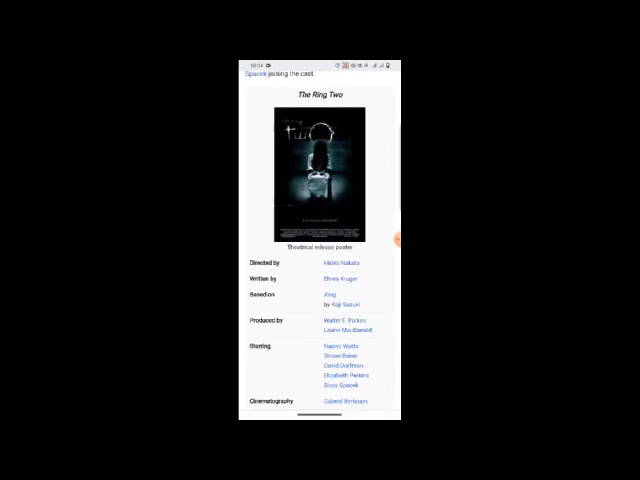 19:04
Spacek joining the cast.
The Ring Two
Theatrical release poster
Directed by Hideo Nakata
Written by Ehren Kruger
Based on Ring
by Koji Suzuki
Produced by Walter F. Parkes
Laurie MacDonald
Starring Naomi Watts
Simon Baker
David Dorfman
Elizabeth Perkins
Sissy Spacek
Cinematography Gabriel Beristain